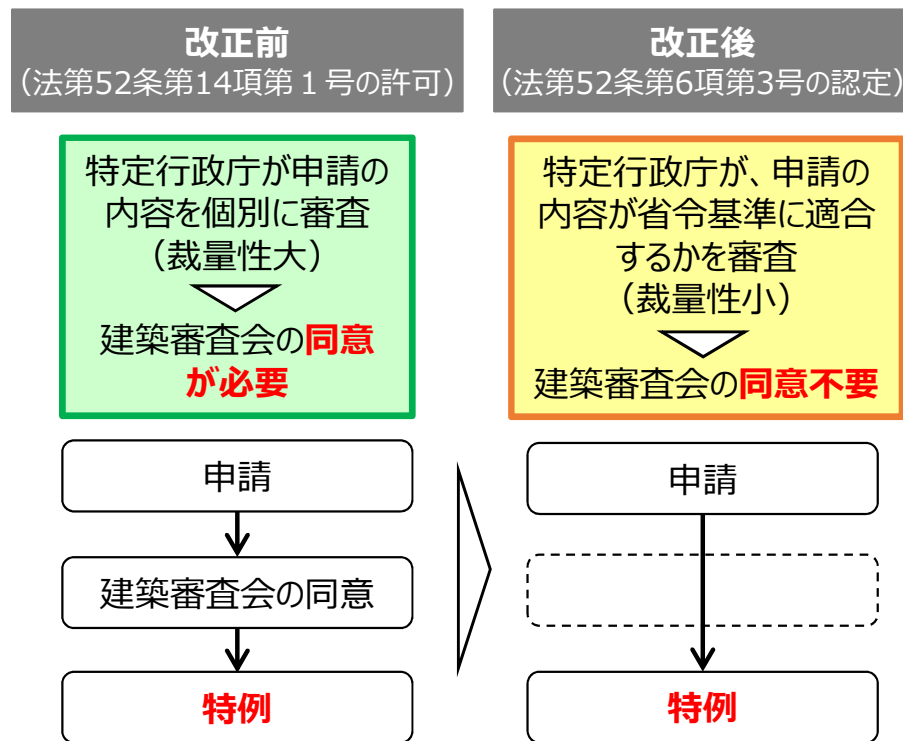 改正前
（法第52条第14項第１号の許可）
特定行政庁が申請の
内容を個別に審査
（裁量性大）
建築審査会の同意
が必要
申請
建築審査会の同意
特例
改正後
（法第52条第6項第3号の認定）
特定行政庁が、申請の
内容が省令基準に適合
するかを審査
（裁量性小）
建築審査会の同意不要
申請
特例